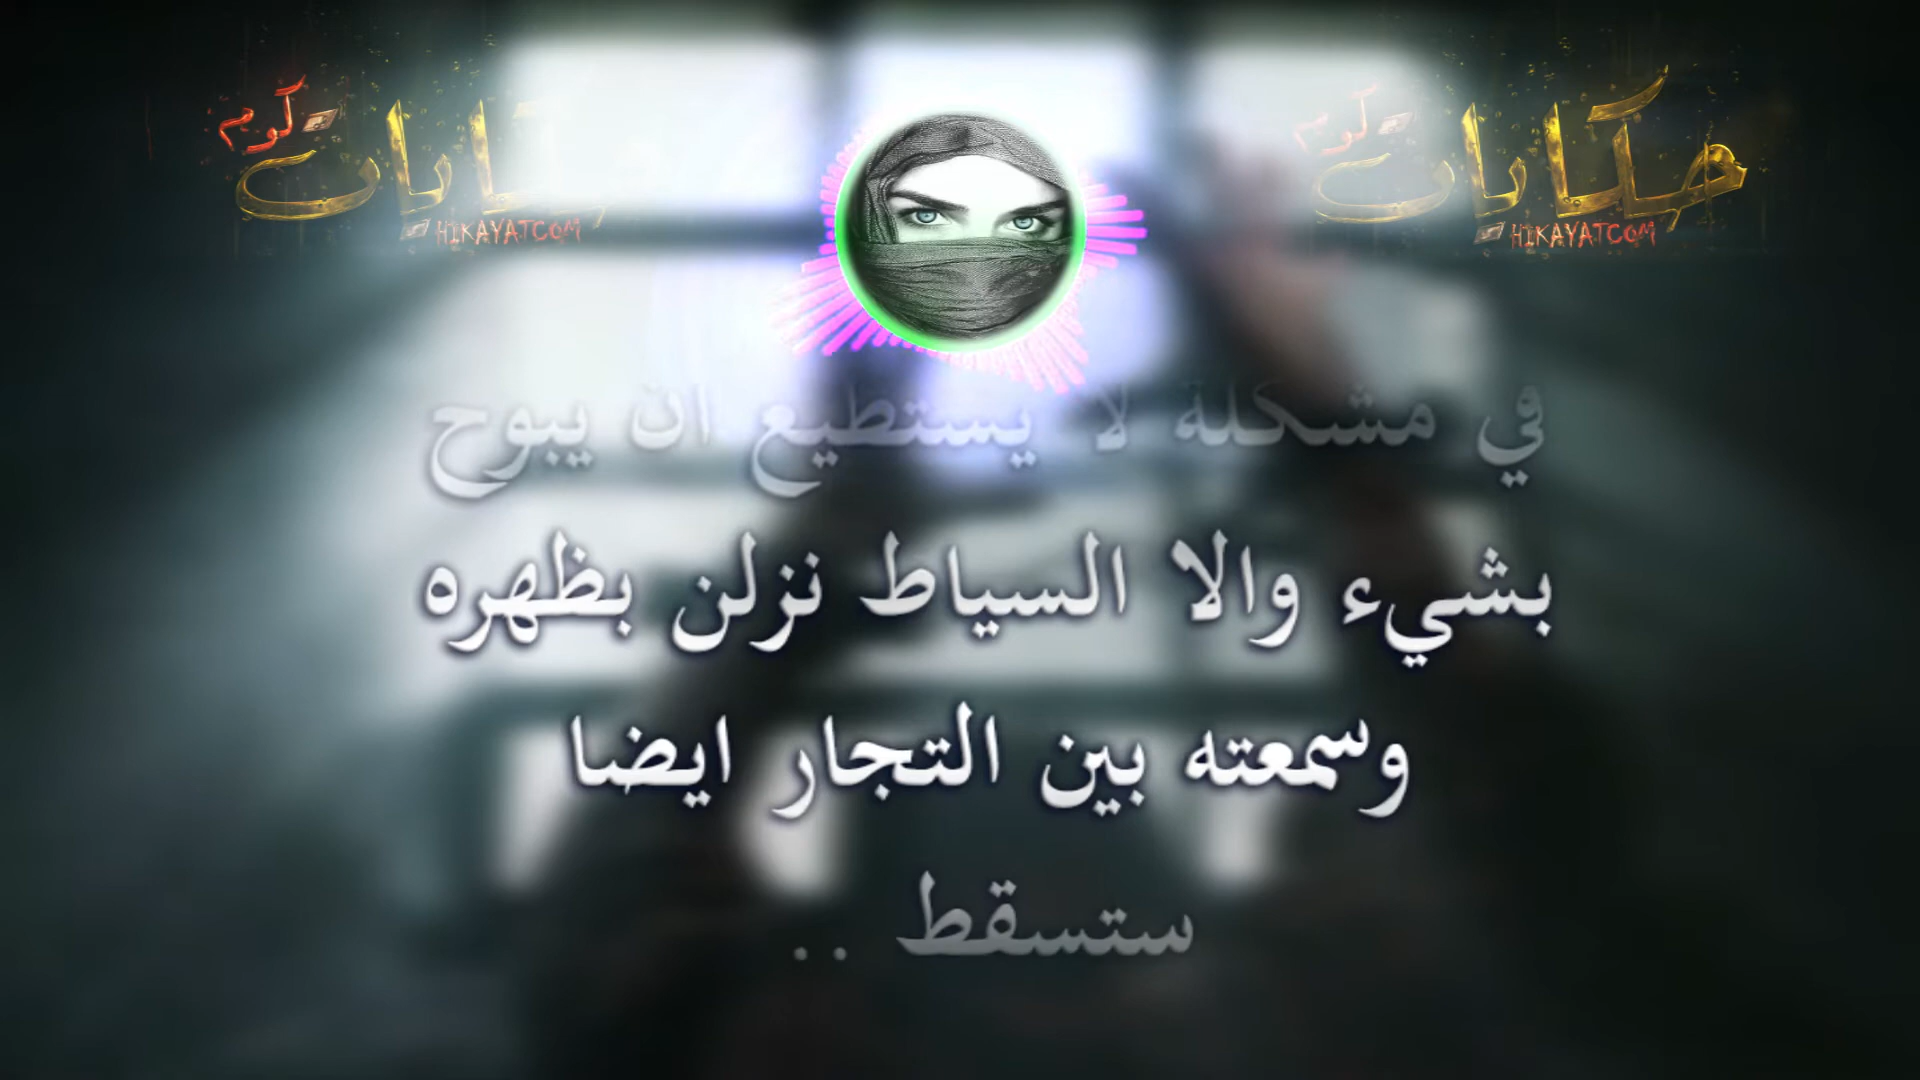 حكايات كوم
HIKAYATCOM
حكايات كوم
HIKAYATCOM
في مشكلة لا يستطيع ان يبوح
بشيء والا السياط نزلن بظهره
وسمعته بين التجار ايضا
ستسقط ..